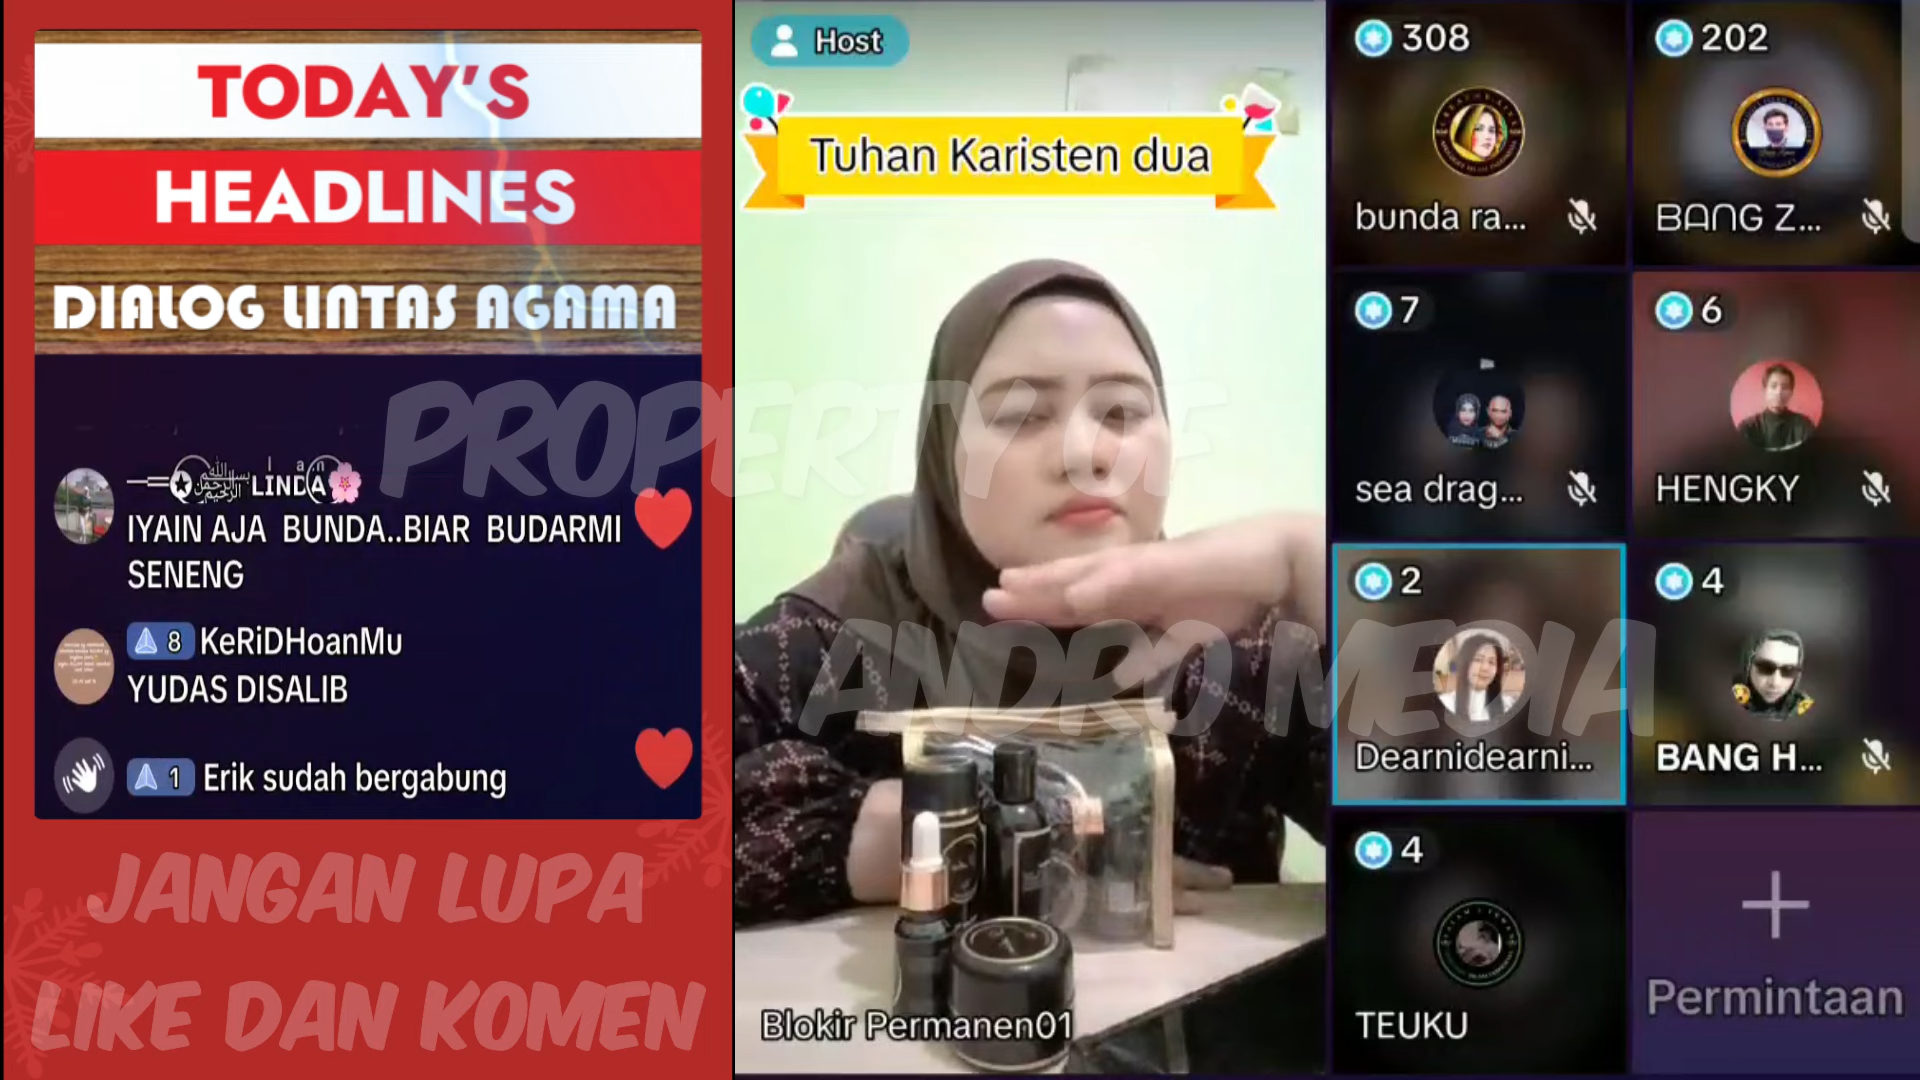 TODAY'S
HEADLINES
DIALOG LINTAS AGAMA
LINDA
IYAIN AJA BUNDA..BIAR BUDARMI
SENENG
8 KeRiDHoanMu
YUDAS DISALIB
1 Erik sudah bergabung
JANGAN LUPA
LIKE DAN KOMEN
PROPERTY OF
ANDRO MEDIA
Host
Tuhan Karisten dua
Blokir Permanen01
308
bunda ra...
202
BANG Z...
7
sea drag...
6
HENGKY
2
Dearnidearni...
4
BANG H...
4
TEUKU
Permintaan